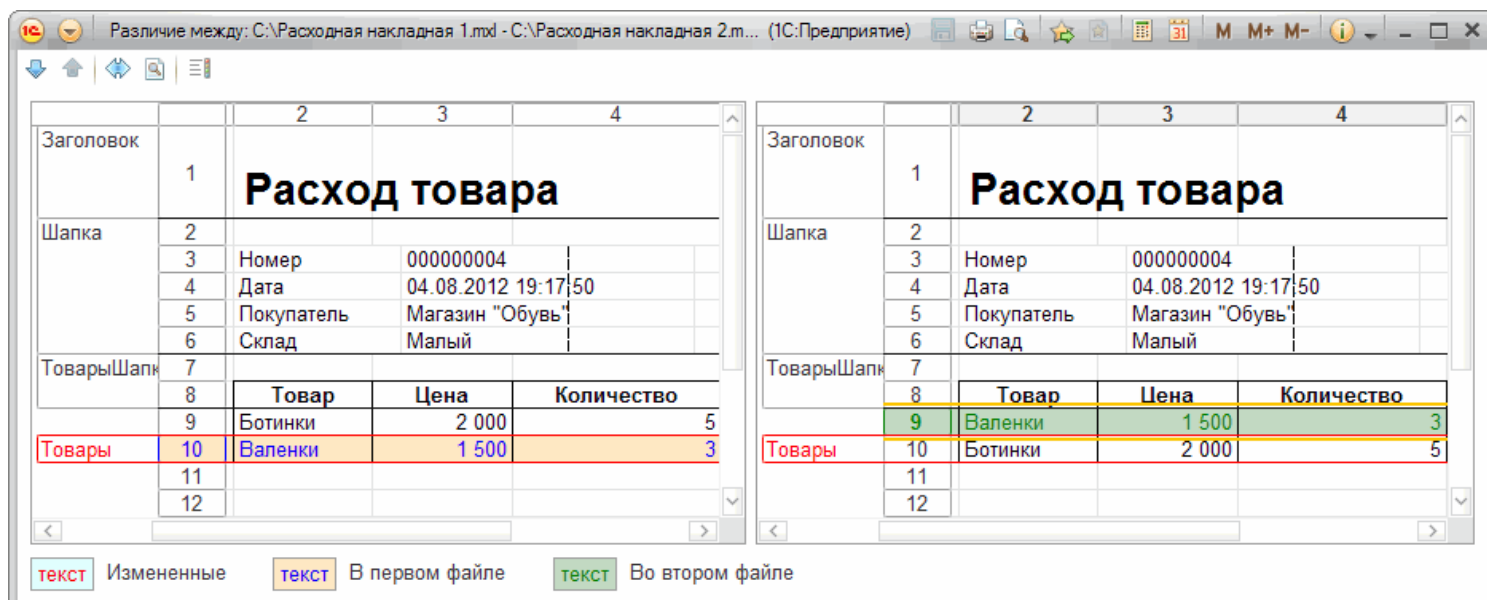 Различие между: C:\Расходная накладная 1.mxl - C:\Расходная накладная 2.m... (1С:Предприятие) 31 M M+ M-
2 3 4
Заголовок
1 Расход товара
Шапка 2
3 Номер 000000004
4 Дата 04.08.2012 19:17:50
5 Покупатель Магазин "Обувь"
6 Склад Малый
ТоварыШапк 7
8 Товар Цена Количество
9 Ботинки 2 000 5
Товары 10 Валенки 1 500 3
11
12
2 3 4
Заголовок
1 Расход товара
Шапка 2
3 Номер 000000004
4 Дата 04.08.2012 19:17:50
5 Покупатель Магазин "Обувь"
6 Склад Малый
ТоварыШапк 7
8 Товар Цена Количество
9 Валенки 1 500 3
Товары 10 Ботинки 2 000 5
11
12
текст Измененные текст В первом файле текст Во втором файле